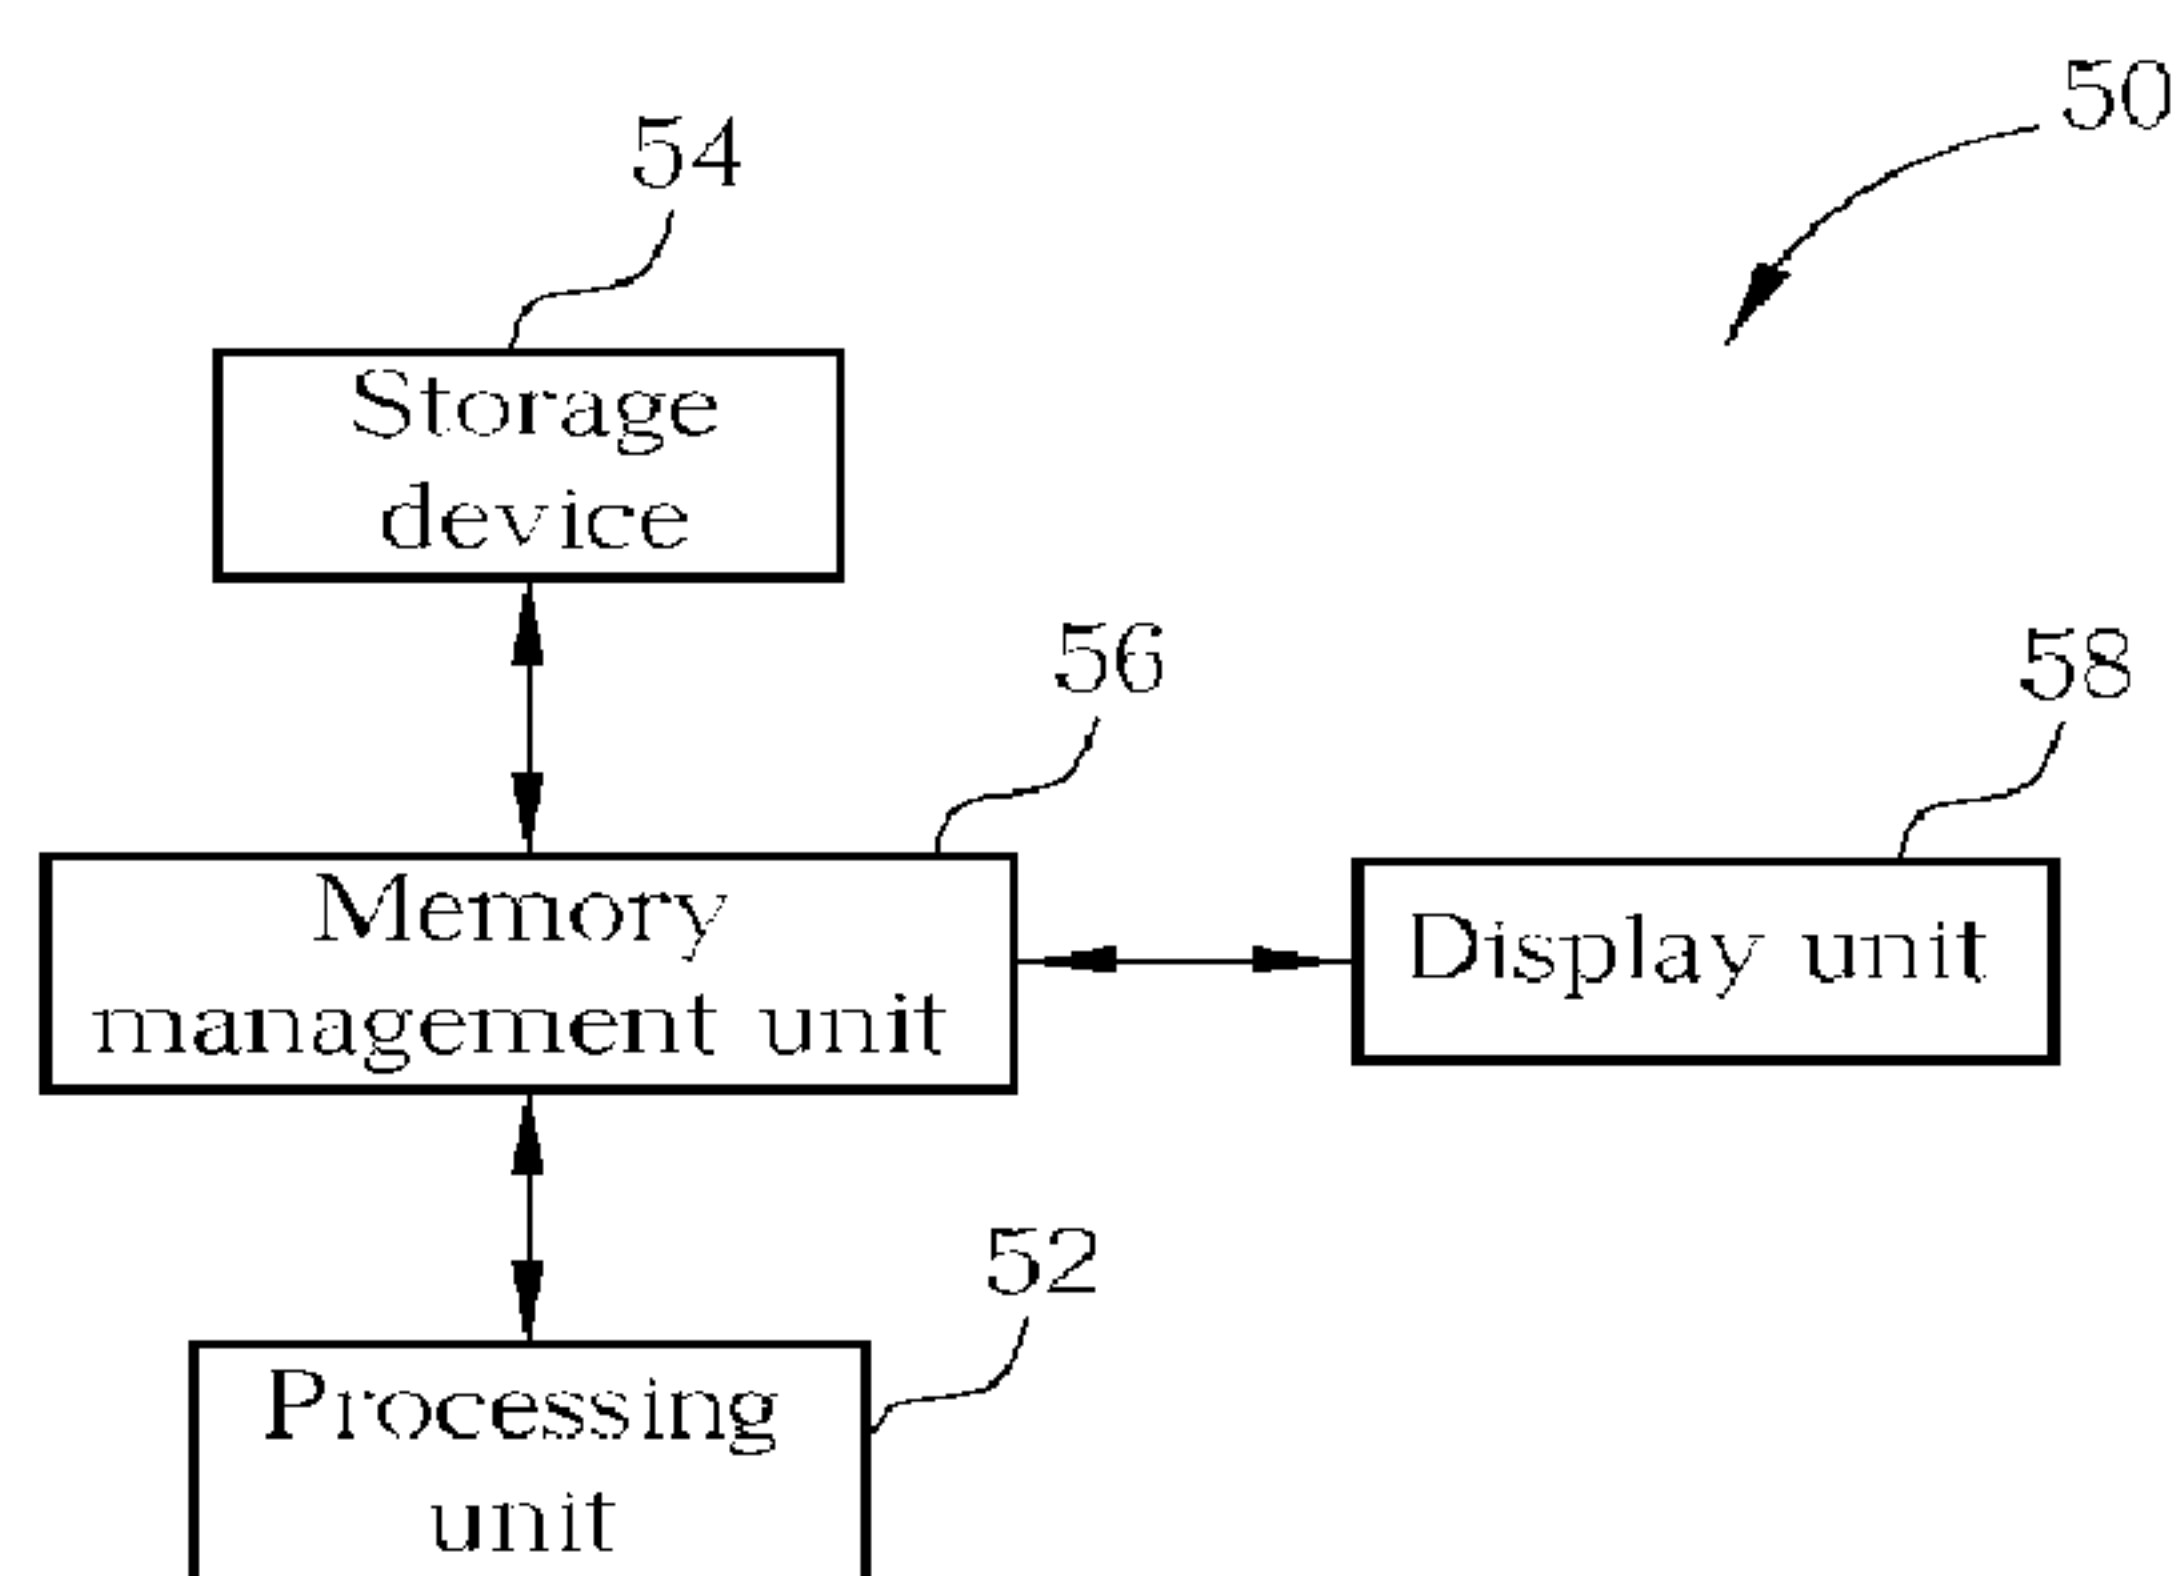 50
54
Storage
device
56
58
Memory
management unit
Display unit
52
Processing
unit